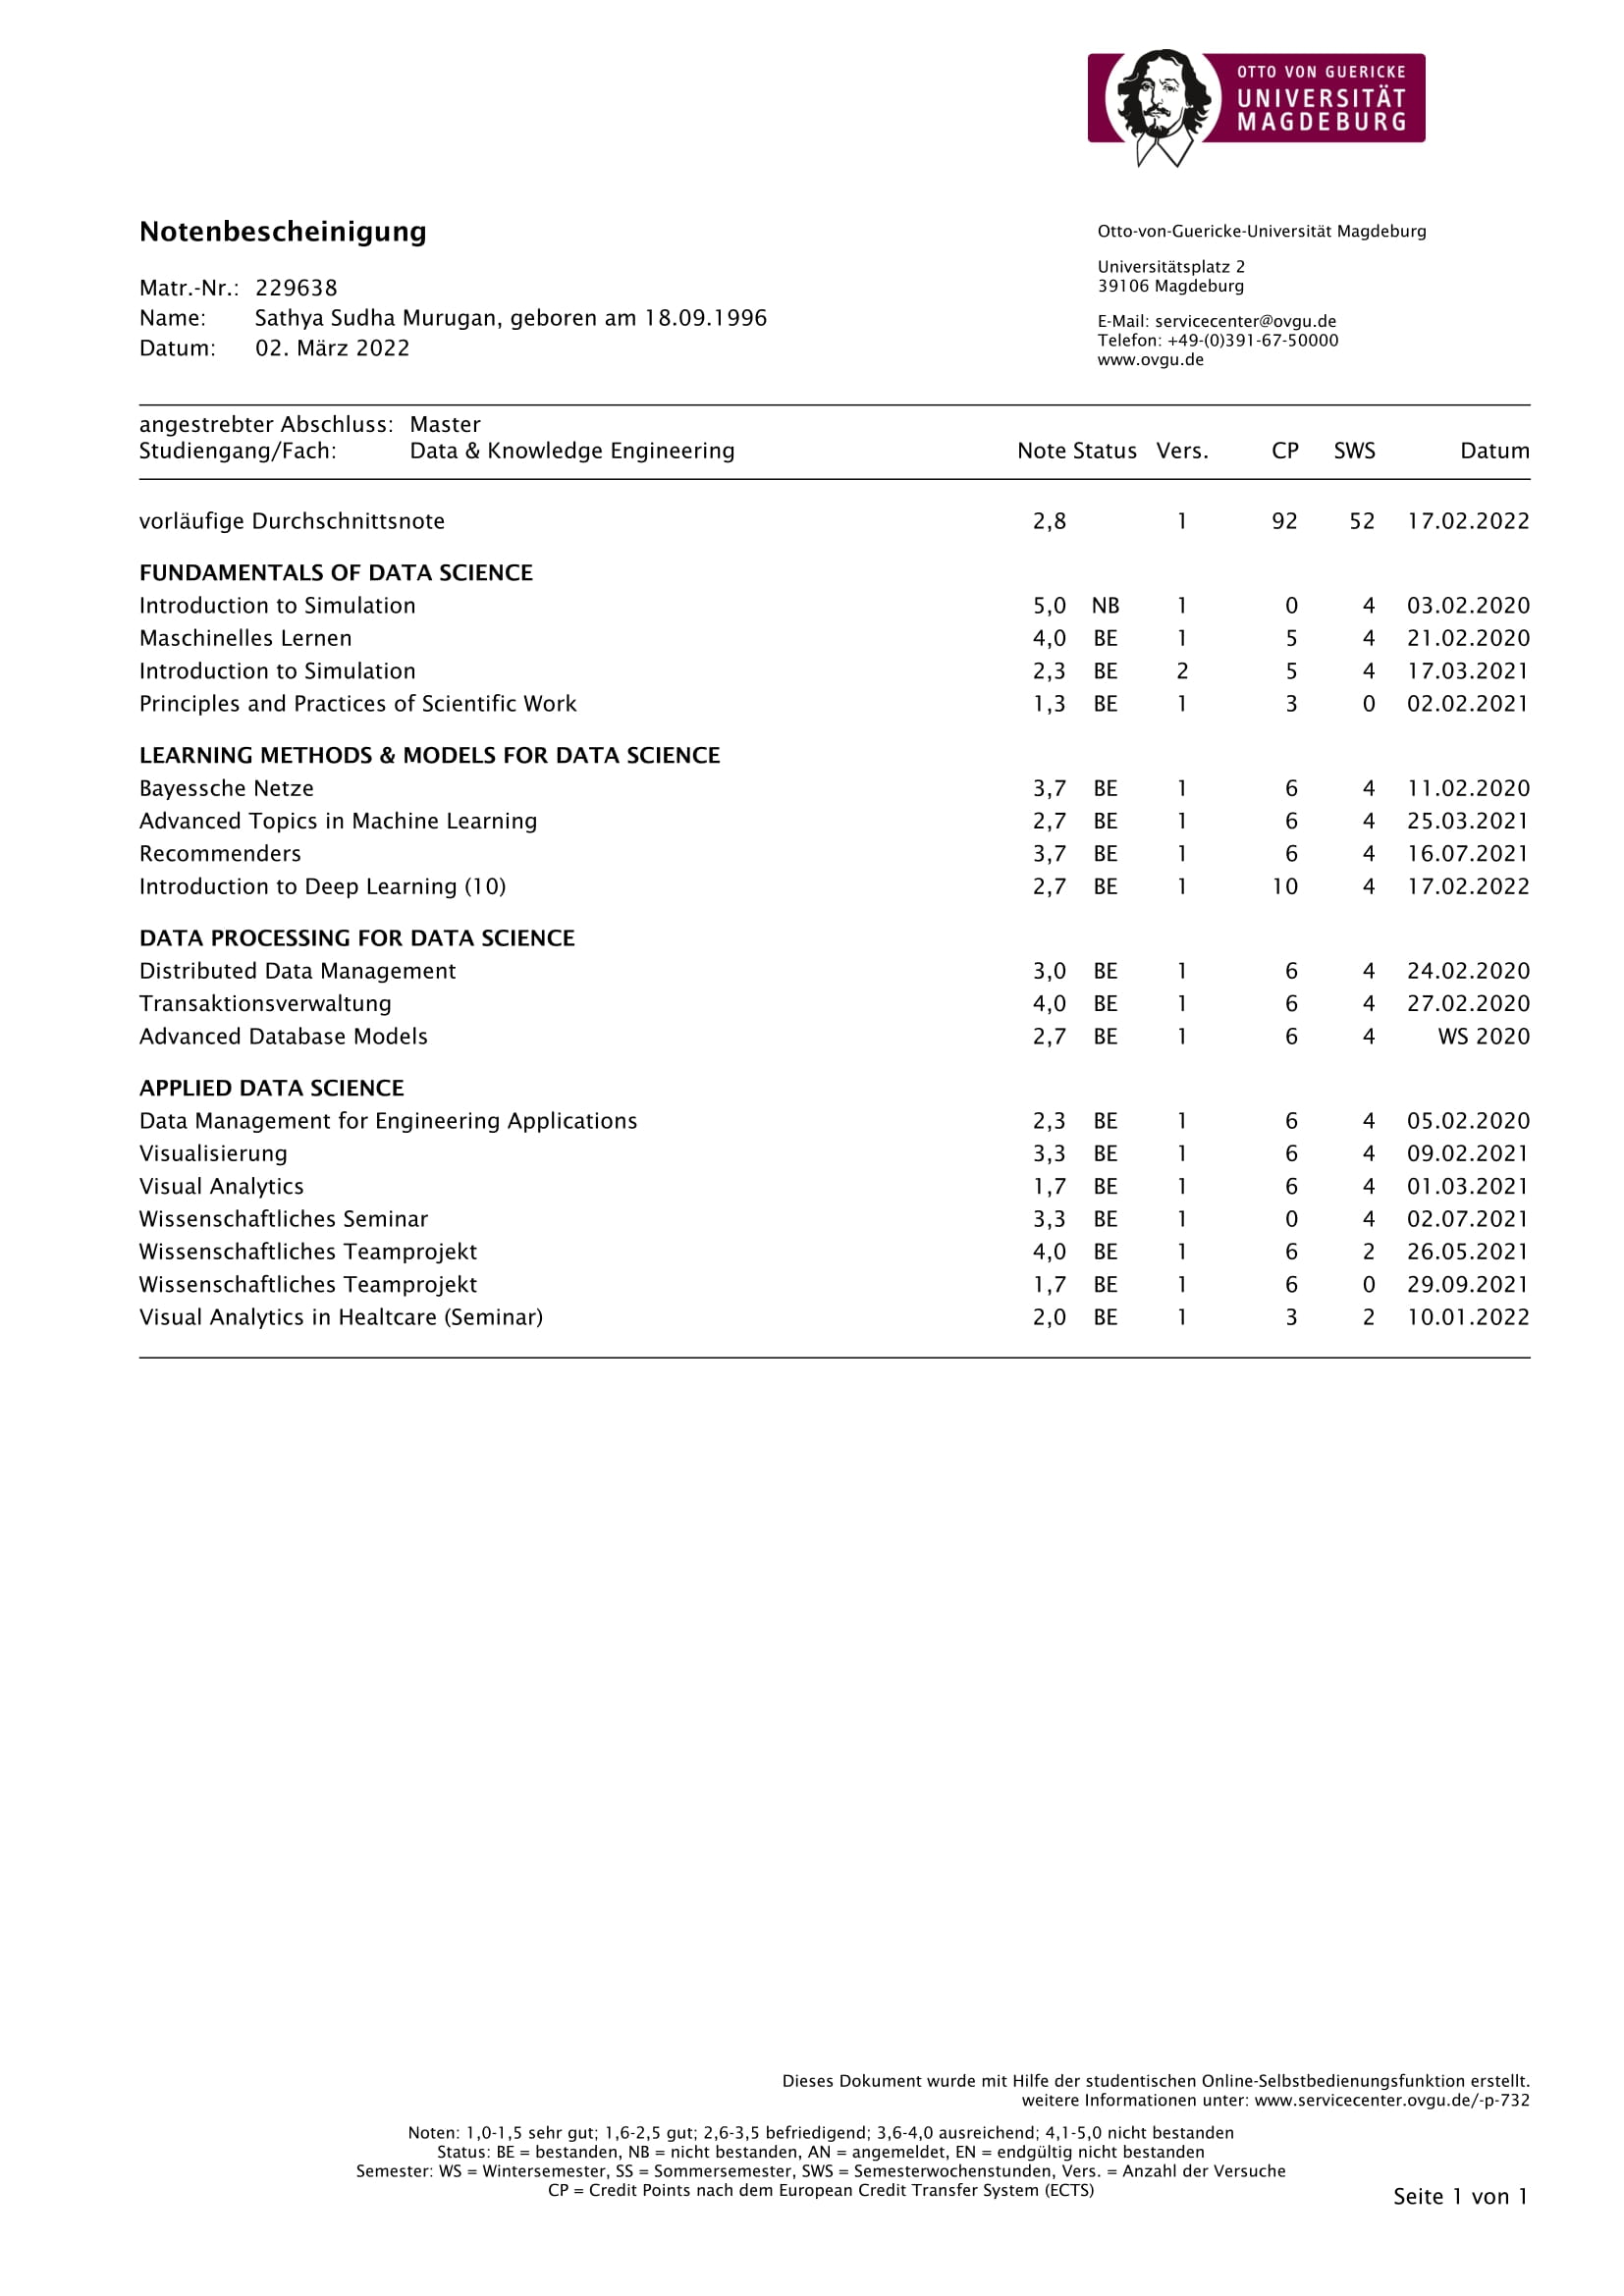 OTTO VON GUERICKE
UNIVERSITÄT
MAGDEBURG
Notenbescheinigung
Matr.-Nr.: 229638
Name: Sathya Sudha Murugan, geboren am 18.09.1996
Datum: 02. März 2022
Otto-von-Guericke-Universität Magdeburg
Universitätsplatz 2
39106 Magdeburg
E-Mail: servicecenter@ovgu.de
Telefon: +49-(0)391-67-50000
www.ovgu.de
angestrebter Abschluss: Master
Studiengang/Fach: Data & Knowledge Engineering Note Status Vers. CP SWS Datum
vorläufige Durchschnittsnote 2,8 1 92 52 17.02.2022
FUNDAMENTALS OF DATA SCIENCE
Introduction to Simulation 5,0 NB 1 0 4 03.02.2020
Maschinelles Lernen 4,0 BE 1 5 4 21.02.2020
Introduction to Simulation 2,3 BE 2 5 4 17.03.2021
Principles and Practices of Scientific Work 1,3 BE 1 3 0 02.02.2021
LEARNING METHODS & MODELS FOR DATA SCIENCE
Bayessche Netze 3,7 BE 1 6 4 11.02.2020
Advanced Topics in Machine Learning 2,7 BE 1 6 4 25.03.2021
Recommenders 3,7 BE 1 6 4 16.07.2021
Introduction to Deep Learning (10) 2,7 BE 1 10 4 17.02.2022
DATA PROCESSING FOR DATA SCIENCE
Distributed Data Management 3,0 BE 1 6 4 24.02.2020
Transaktionsverwaltung 4,0 BE 1 6 4 27.02.2020
Advanced Database Models 2,7 BE 1 6 4 WS 2020
APPLIED DATA SCIENCE
Data Management for Engineering Applications 2,3 BE 1 6 4 05.02.2020
Visualisierung 3,3 BE 1 6 4 09.02.2021
Visual Analytics 1,7 BE 1 6 4 01.03.2021
Wissenschaftliches Seminar 3,3 BE 1 0 4 02.07.2021
Wissenschaftliches Teamprojekt 4,0 BE 1 6 2 26.05.2021
Wissenschaftliches Teamprojekt 1,7 BE 1 6 0 29.09.2021
Visual Analytics in Healtcare (Seminar) 2,0 BE 1 3 2 10.01.2022
Dieses Dokument wurde mit Hilfe der studentischen Online-Selbstbedienungsfunktion erstellt.
weitere Informationen unter: www.servicecenter.ovgu.de/-p-732
Noten: 1,0-1,5 sehr gut; 1,6-2,5 gut; 2,6-3,5 befriedigend; 3,6-4,0 ausreichend; 4,1-5,0 nicht bestanden
Status: BE = bestanden, NB = nicht bestanden, AN = angemeldet, EN = endgültig nicht bestanden
Semester: WS = Wintersemester, SS = Sommersemester, SWS = Semesterwochenstunden, Vers. = Anzahl der Versuche
CP = Credit Points nach dem European Credit Transfer System (ECTS)
Seite 1 von 1